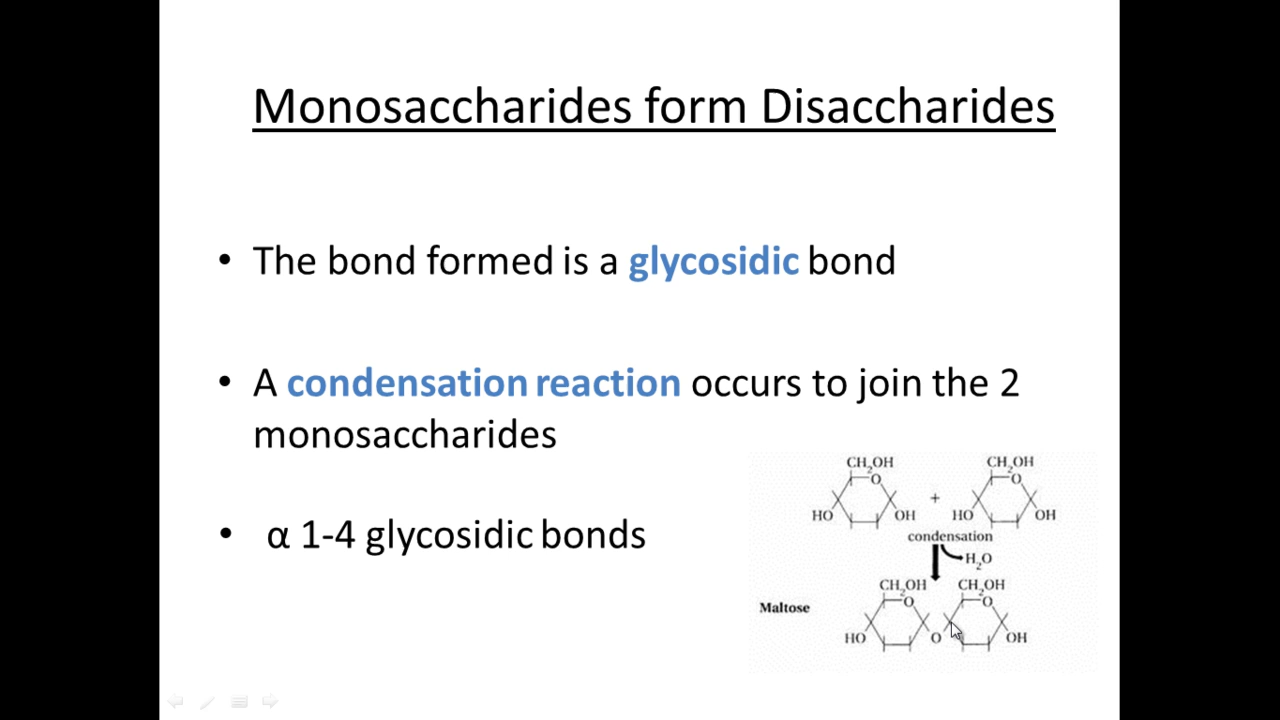 Monosaccharides form Disaccharides
• The bond formed is a glycosidic bond
• A condensation reaction occurs to join the 2
monosaccharides
• α 1-4 glycosidic bonds
CH₂OH CH₂OH
O O
+
HO OH HO OH
condensation
H₂O
CH₂OH CH₂OH
O O
Maltose
HO O OH